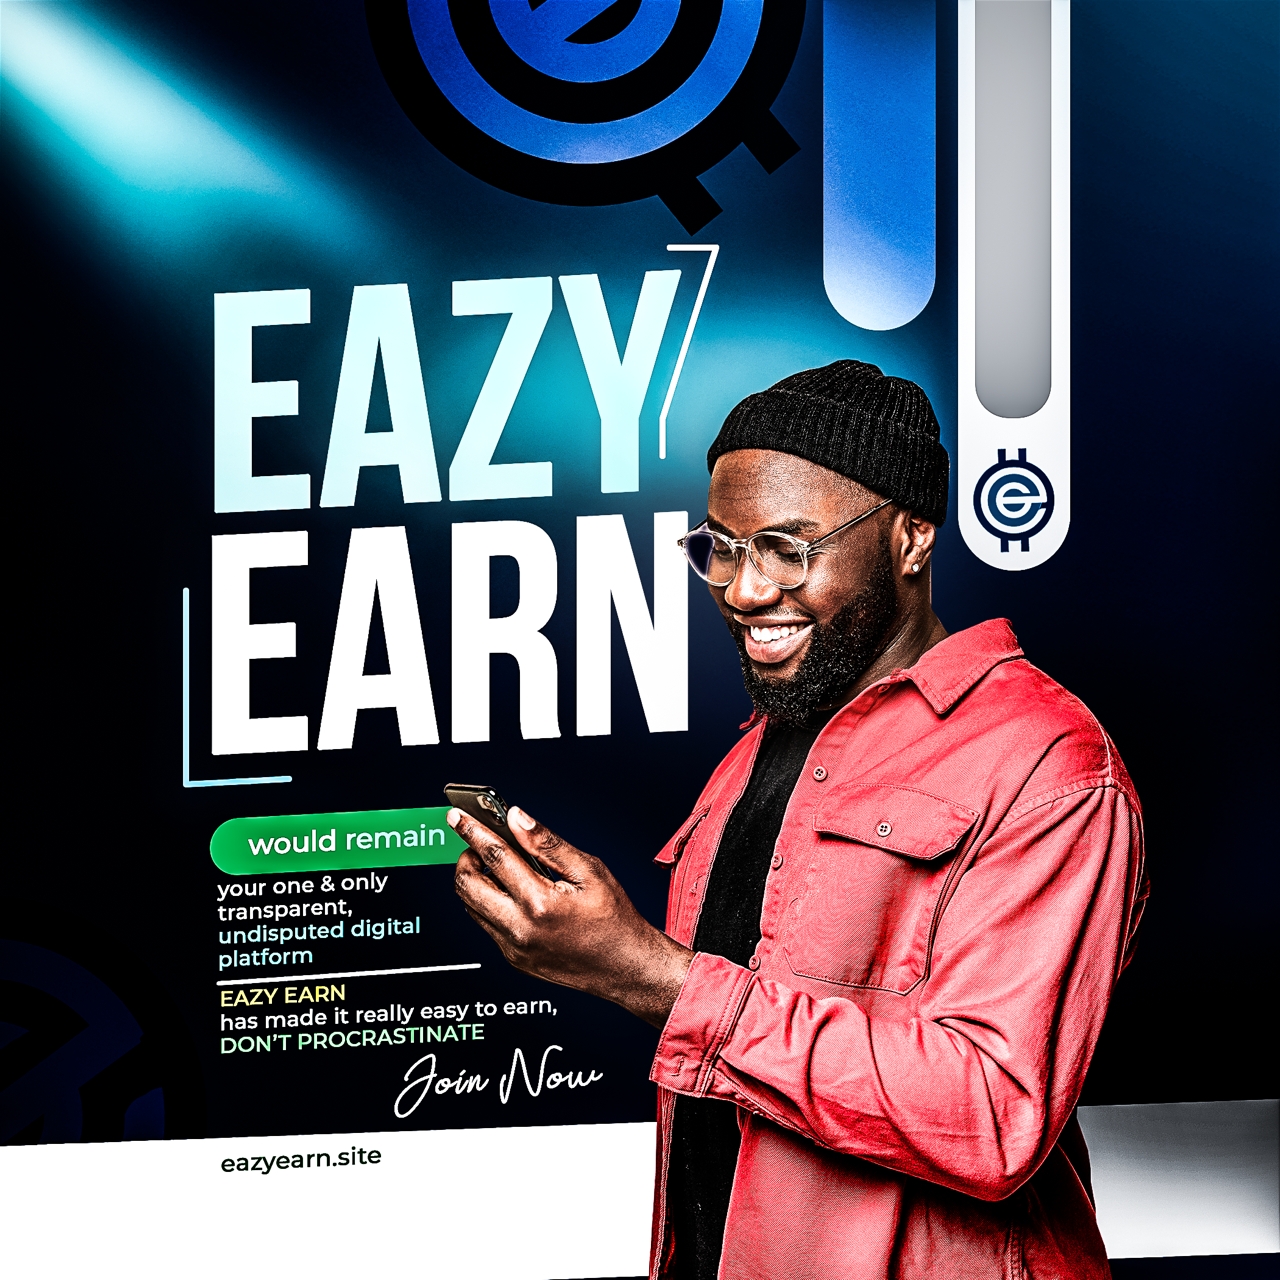 EAZY
EARN
would remain
your one & only
transparent,
undisputed digital
platform
EAZY EARN
has made it really easy to earn,
DON'T PROCRASTINATE
Join Now
eazyearn.site